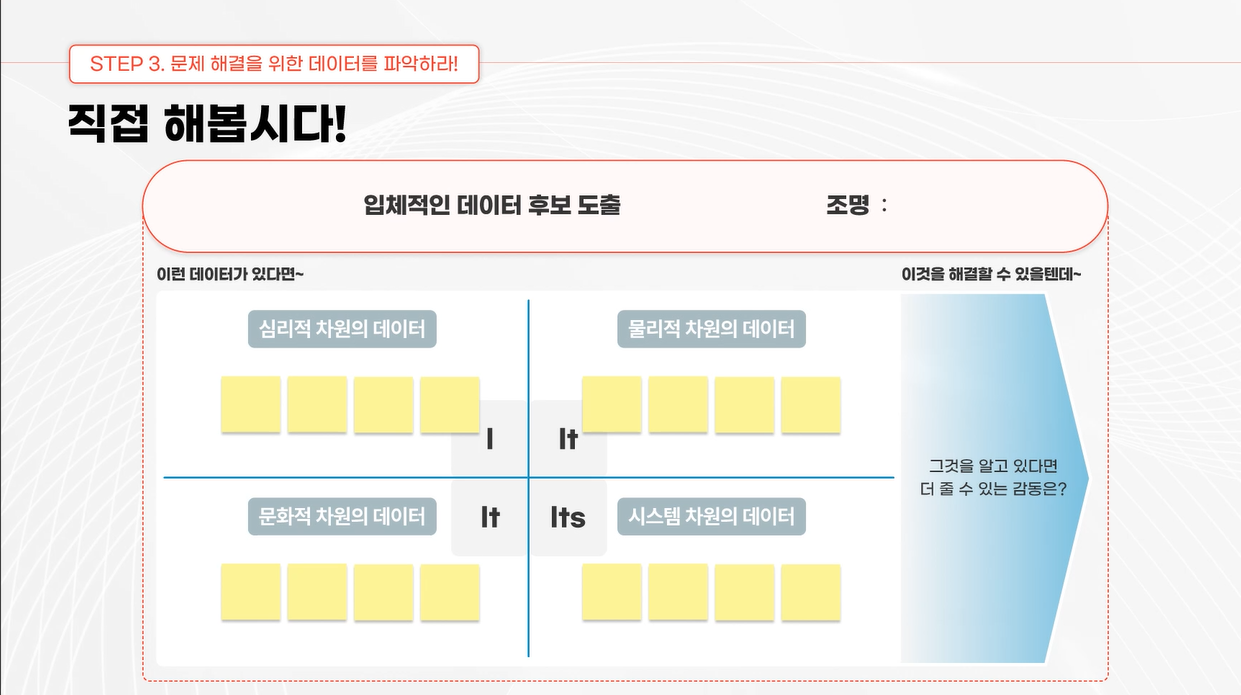 STEP 3. 문제 해결을 위한 데이터를 파악하라!
직접 해봅시다!
입체적인 데이터 후보 도출
조명 :
이런 데이터가 있다면~
이것을 해결할 수 있을텐데~
심리적 차원의 데이터
물리적 차원의 데이터
I
It
그것을 알고 있다면
더 줄 수 있는 감동은?
문화적 차원의 데이터
It
Its
시스템 차원의 데이터